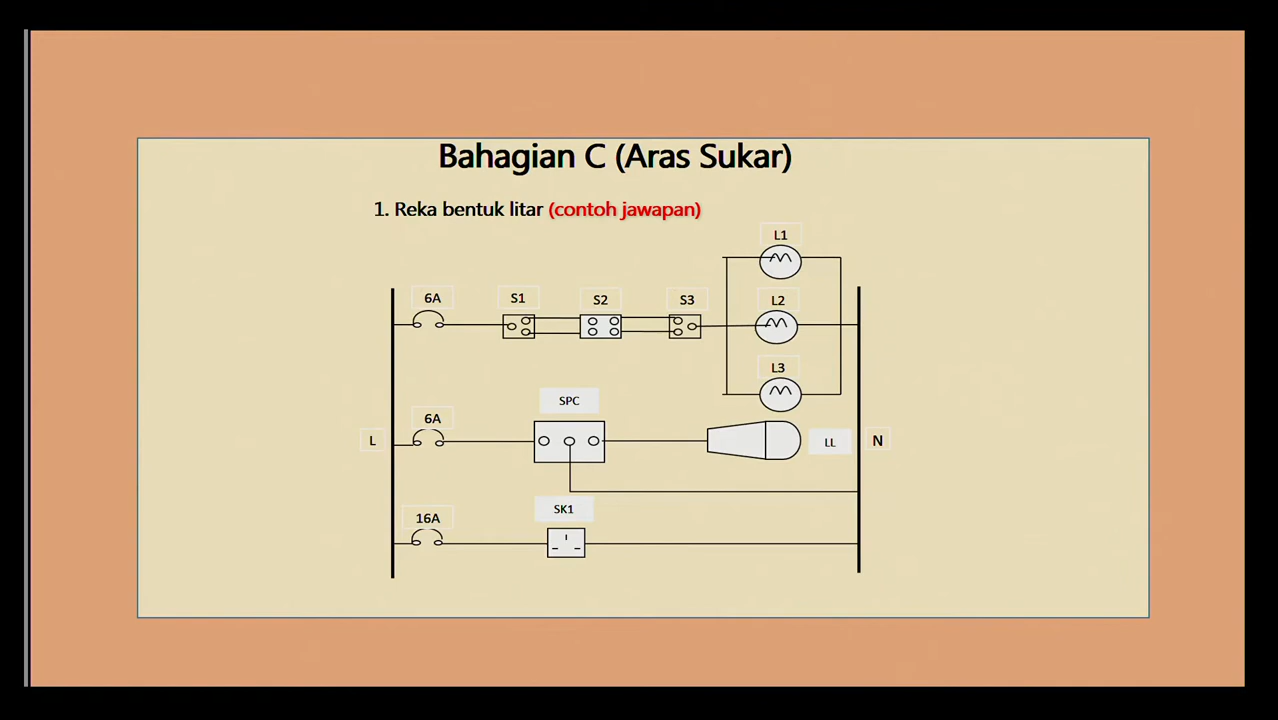 Bahagian C (Aras Sukar)
1. Reka bentuk litar (contoh jawapan)
L1
6A
S1
S2
S3
L2
L3
SPC
6A
L
LL
N
SK1
16A